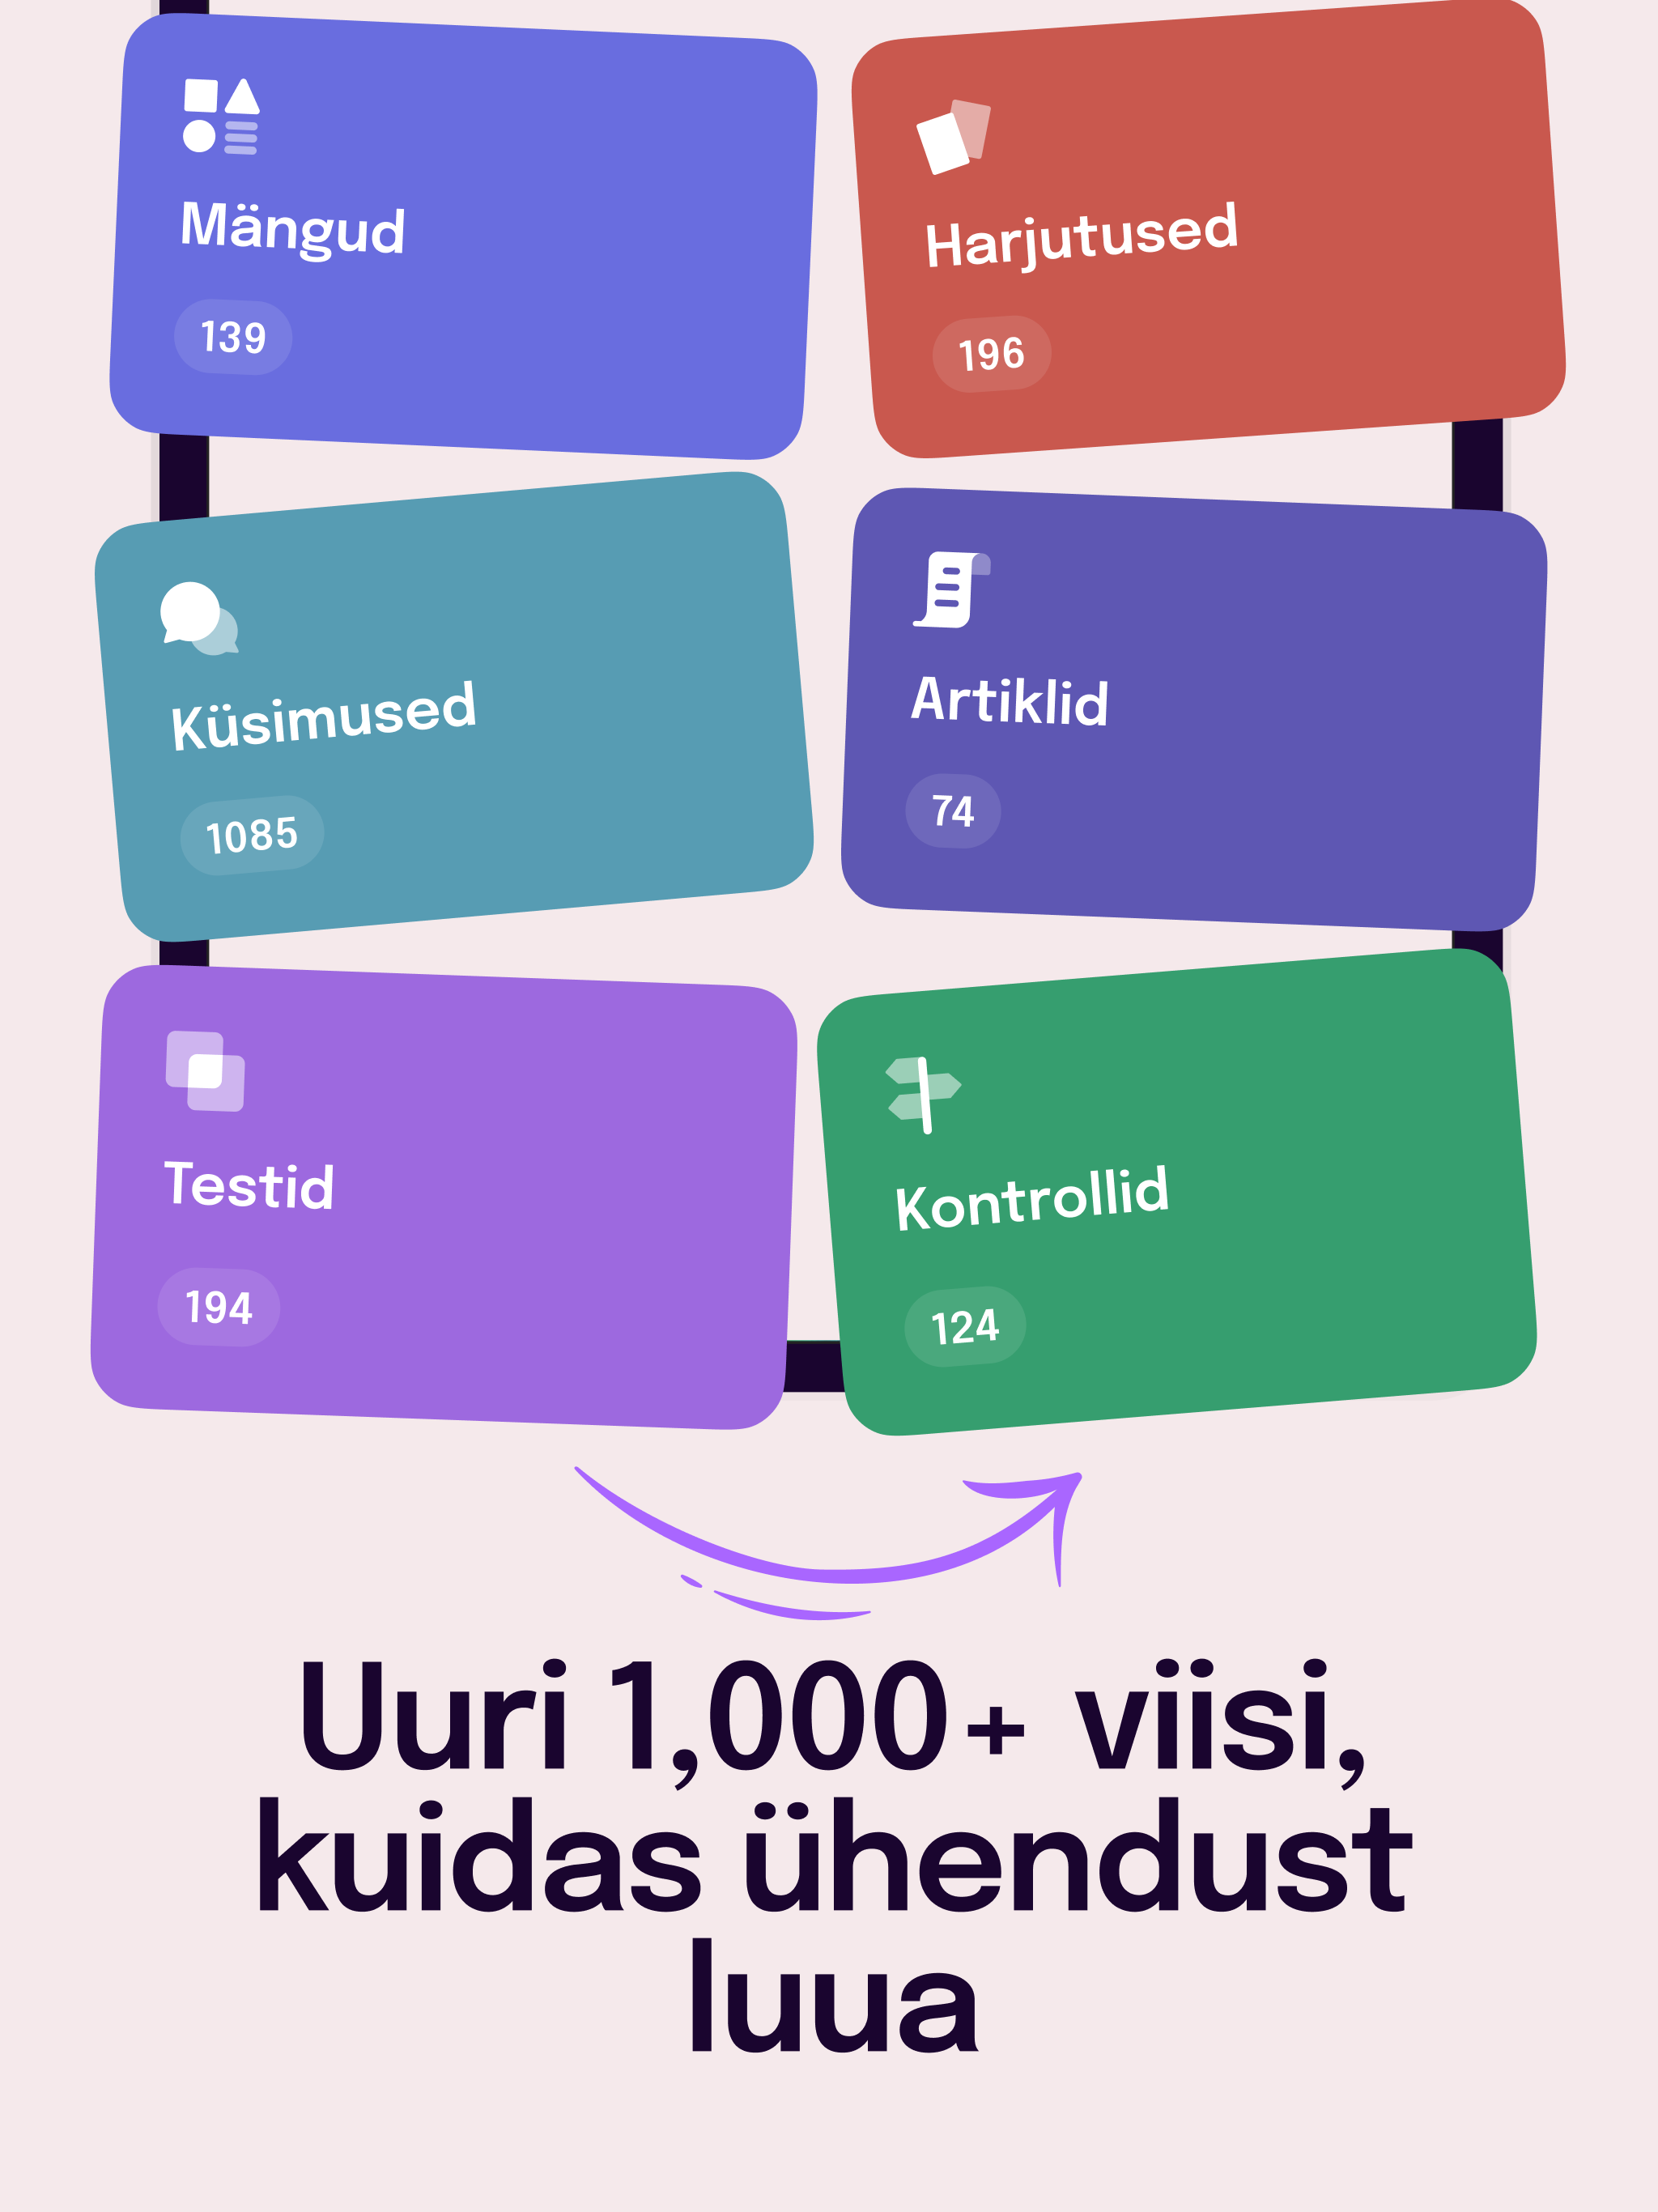 Mängud
139
Harjutused
196
Küsimused
1085
Artiklid
74
Testid
194
Kontrollid
124
Uuri 1,000+ viisi,
kuidas ühendust
luua